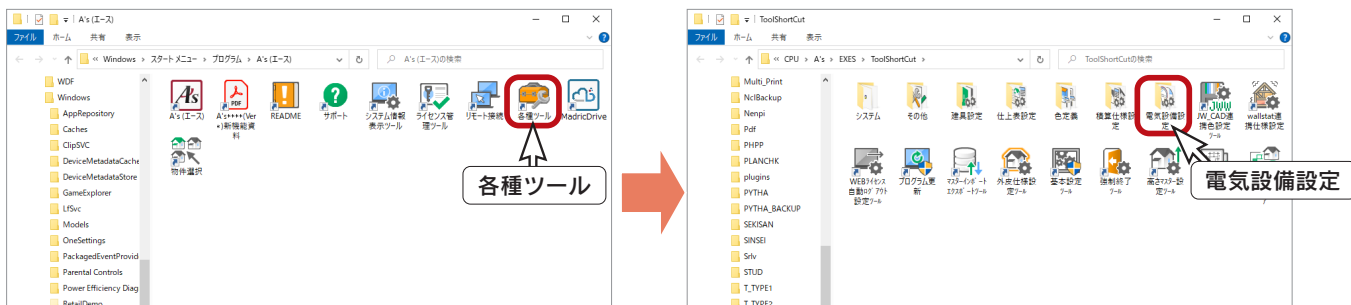 A's (エース)
ファイル ホーム 共有 表示
« Windows › スタート メニュー › プログラム › A's (エース)
A's (エース)の検索
WDF
Windows
AppRepository
Caches
ClipSVC
DeviceMetadataCache
DeviceMetadataStore
GameExplorer
LfSvc
Models
OneSettings
PackagedEventProvid
Parental Controls
Power Efficiency Diag
RetailDemo
A's (エース)
A's++++(Ver
*)新機能資
料
README
サポート
システム情報
表示ツール
ライセンス管
理ツール
リモート接続
各種ツール
MadricDrive
物件選択
各種ツール
ToolShortCut
ファイル ホーム 共有 表示
« CPU › A's › EXES › ToolShortCut ›
ToolShortCutの検索
Multi_Print
NclBackup
Nenpi
Pdf
PHPP
PLANCHK
plugins
PYTHA
PYTHA_BACKUP
SEKISAN
SINSEI
Srlv
STUD
T_TYPE1
T_TYPE2
システム
その他
建具設定
仕上表設定
色定義
積算仕様設
定
電気設備設
定
JW_CAD連
携色設定
ツール
wallstat連
携仕様設定
WEBライセンス
自動ログアウト
設定ツール
プログラム更
新
マスターインポート
エクスポートツール
外皮仕様設
定ツール
基本設定
ツール
強制終了
ツール
高さマスター設
定ツール
電気設備設定